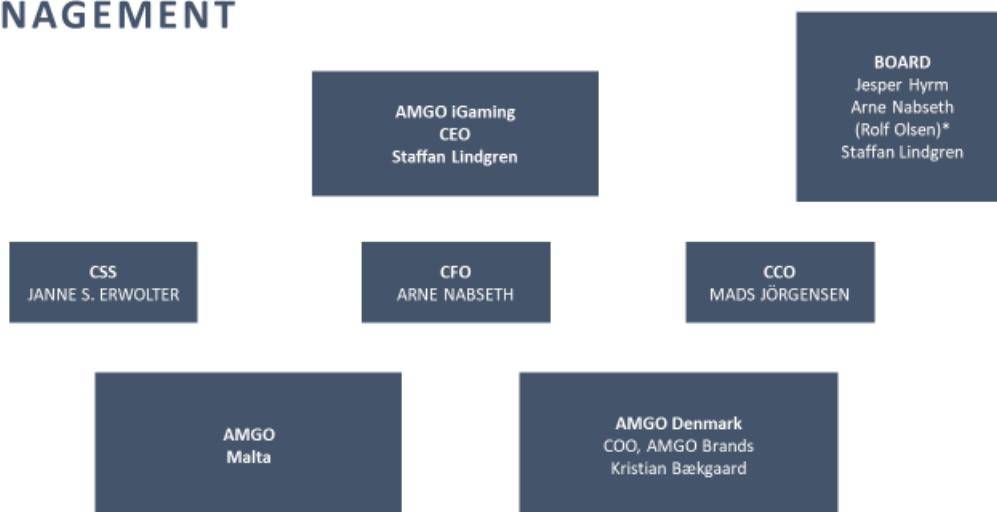 NAGEMENT
BOARD
Jesper Hyrm
Arne Nabseth
(Rolf Olsen)*
Staffan Lindgren
AMGO iGaming
CEO
Staffan Lindgren
CSS
JANNE S. ERWOLTER
CFO
ARNE NABSETH
CCO
MADS JÖRGENSEN
AMGO
Malta
AMGO Denmark
COO, AMGO Brands
Kristian Bækgaard